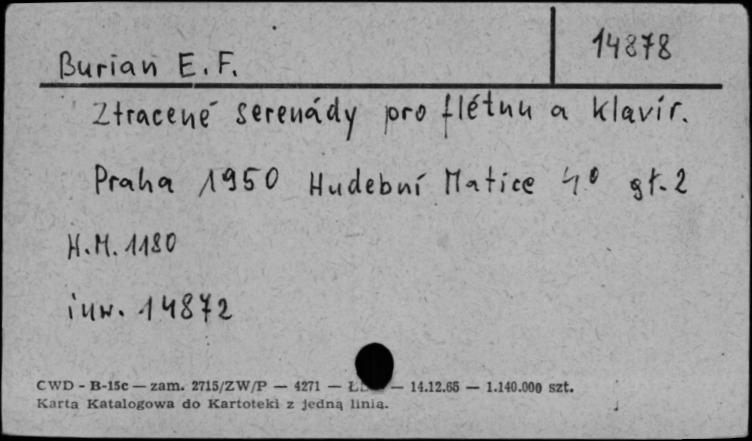 14878
Burian E. F.
Ztracené serenády pro flétnu a klavír.
Praha 1950 Hudební Matice 4° gł. 2
H.M. 1180
inw. 14872
CWD - B-15c — zam. 2715/ZW/P — 4271 — — 14.12.65 — 1.140.000 szt.
Karta Katalogowa do Kartoteki z jedną linią.